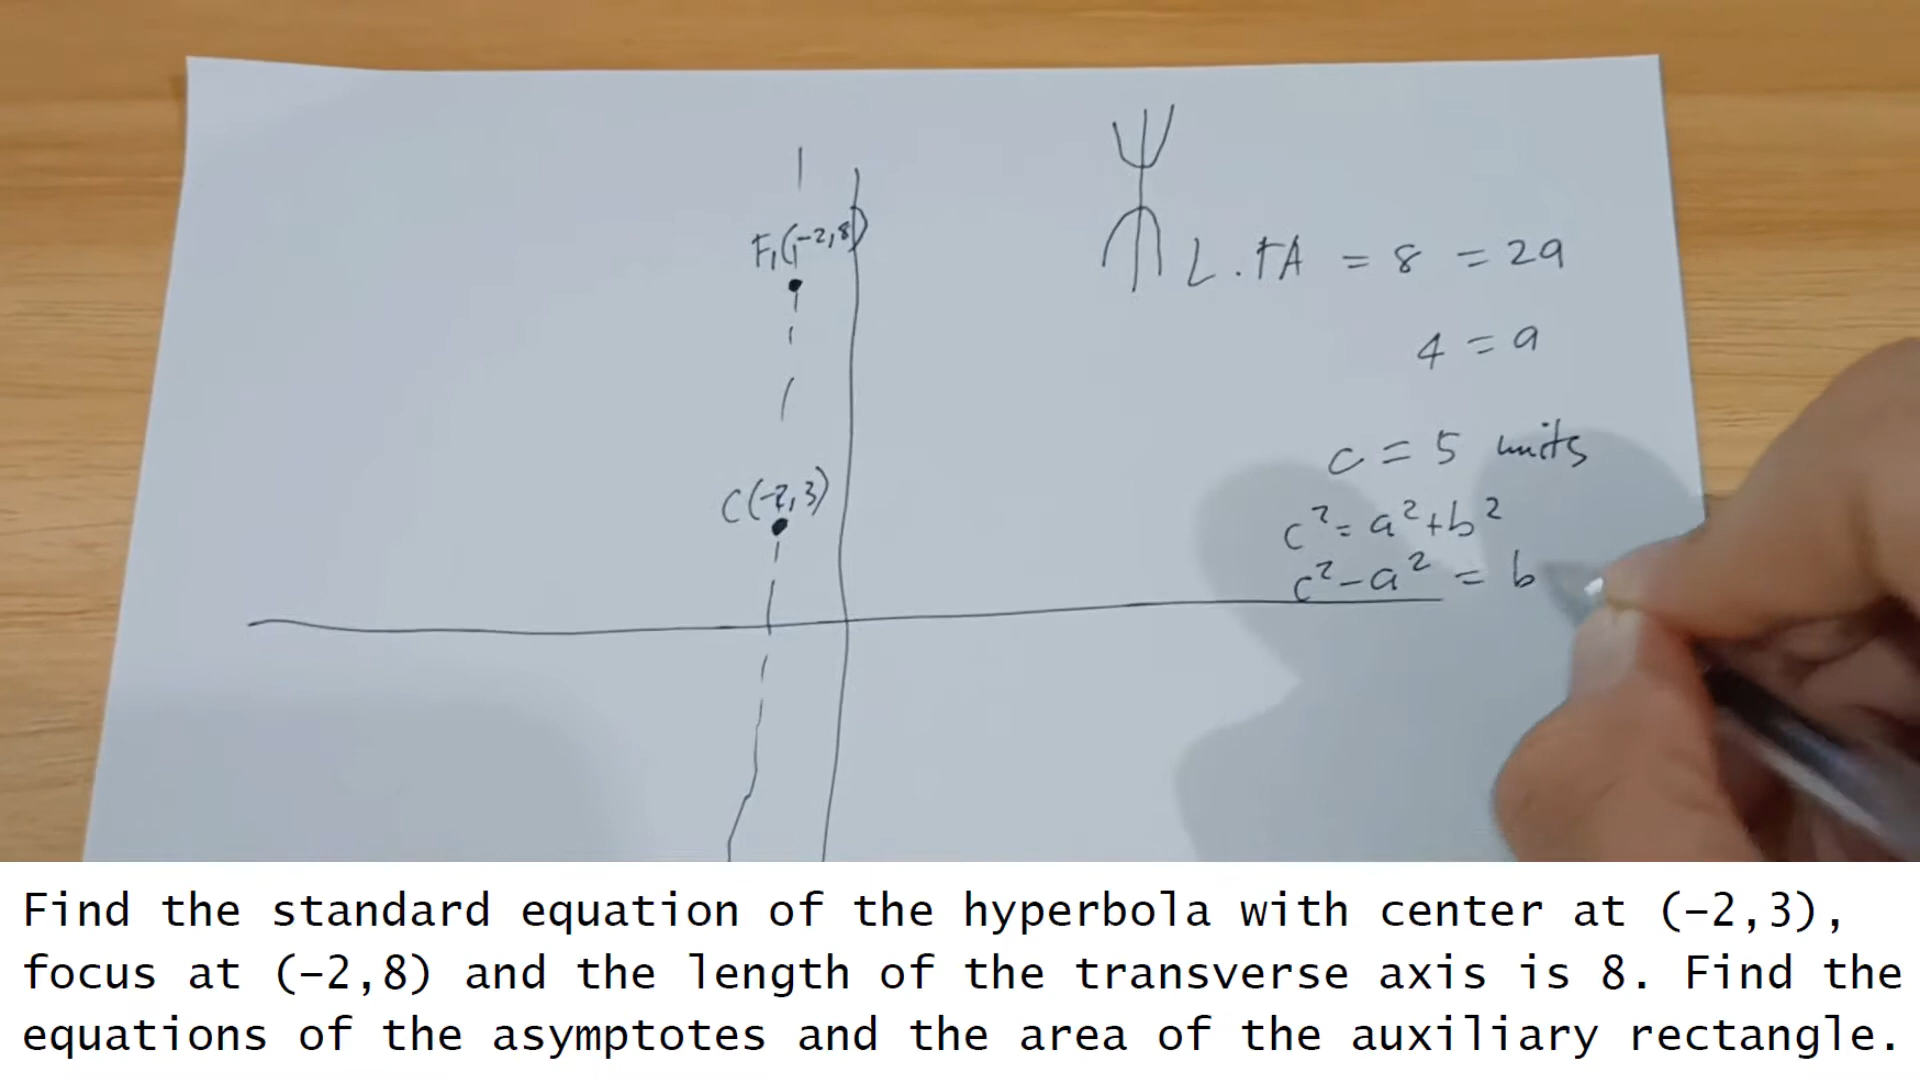 F₁(-2,8)
C(-2,3)
L.TA = 8 = 2a
4 = a
c = 5 units
c² = a²+b²
c²-a² = b
Find the standard equation of the hyperbola with center at (-2,3),
focus at (-2,8) and the length of the transverse axis is 8. Find the
equations of the asymptotes and the area of the auxiliary rectangle.